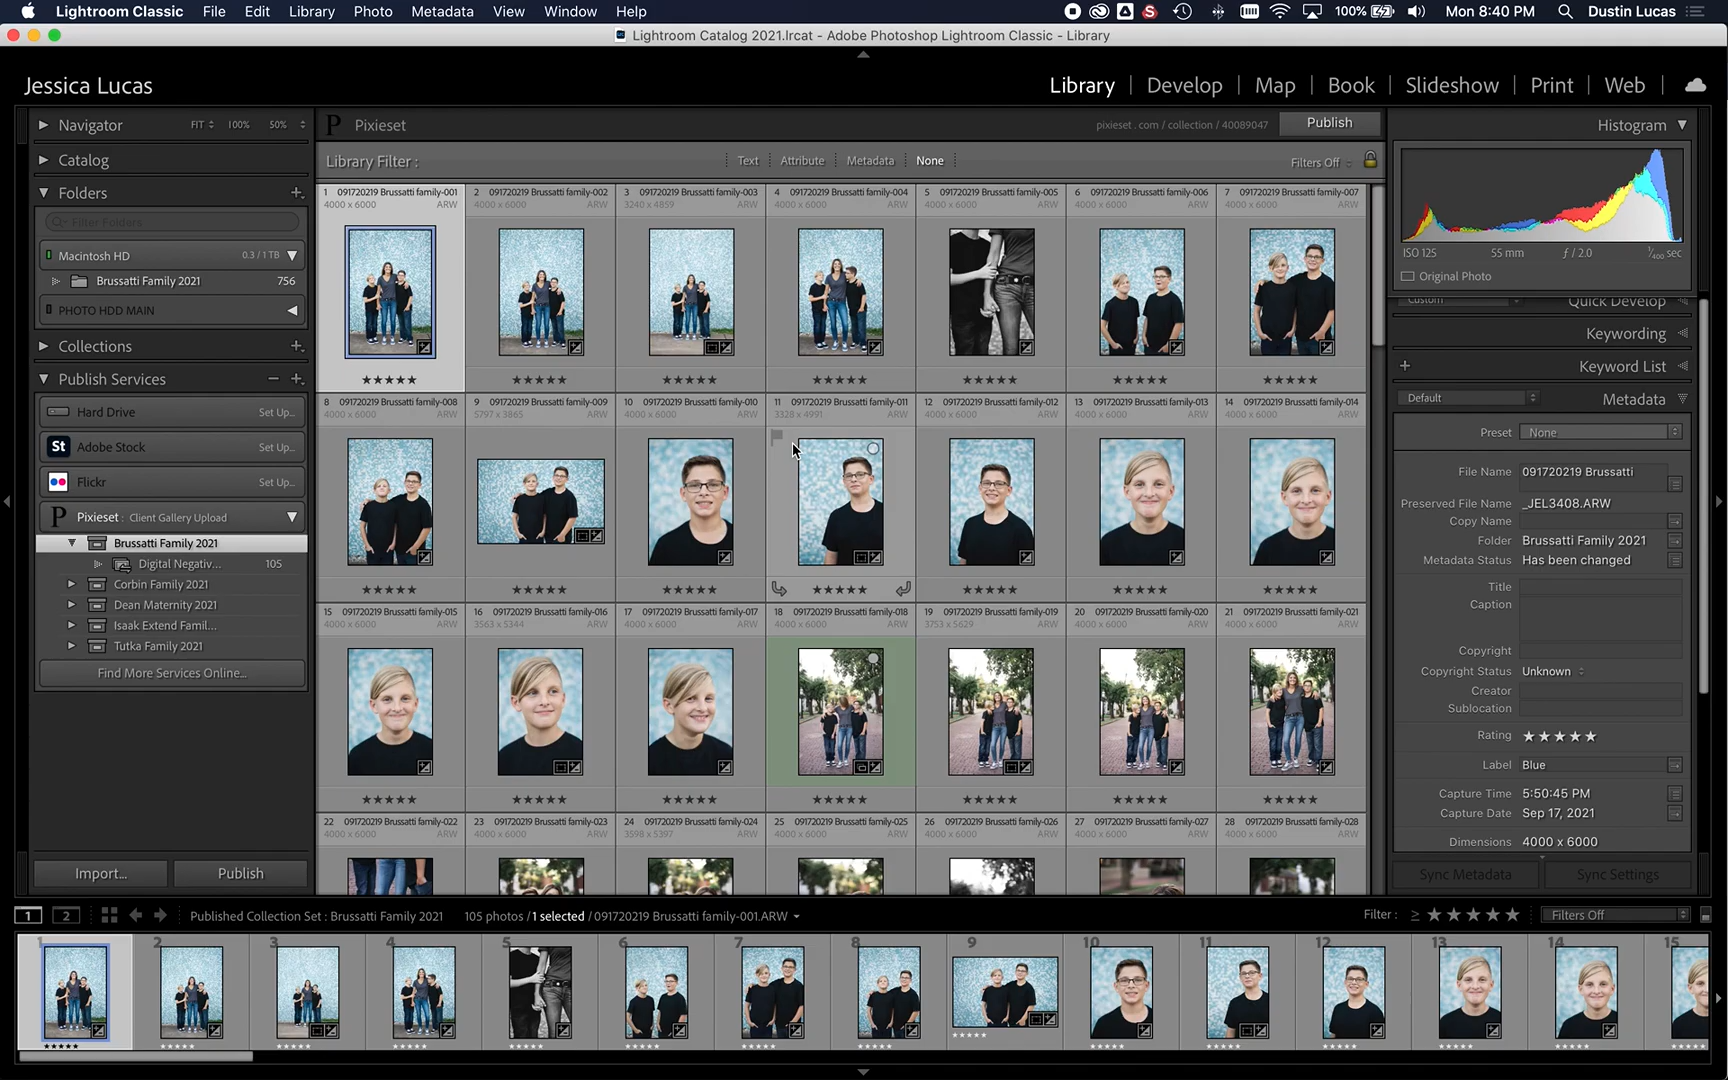 Lightroom Classic File Edit Library Photo Metadata View Window Help 100% Mon 8:40 PM Dustin Lucas
Lightroom Catalog 2021.lrcat - Adobe Photoshop Lightroom Classic - Library
Jessica Lucas
Library Develop Map Book Slideshow Print Web
Navigator FIT 100% 50%
Catalog
Folders
Filter Folders
Macintosh HD 0.3 / 1 TB
Brussatti Family 2021 756
PHOTO HDD MAIN
Collections
Publish Services
Hard Drive Set Up...
St Adobe Stock Set Up...
Flickr Set Up...
P Pixieset : Client Gallery Upload
Brussatti Family 2021
Digital Negativ... 105
Corbin Family 2021
Dean Maternity 2021
Isaak Extend Famil...
Tutka Family 2021
Find More Services Online...
Import... Publish
P Pixieset pixieset . com / collection / 40089047 Publish
Library Filter : Text Attribute Metadata None Filters Off
1 091720219 Brussatti family-001 4000 x 6000 ARW
2 091720219 Brussatti family-002 4000 x 6000 ARW
3 091720219 Brussatti family-003 3240 x 4859 ARW
4 091720219 Brussatti family-004 4000 x 6000 ARW
5 091720219 Brussatti family-005 4000 x 6000 ARW
6 091720219 Brussatti family-006 4000 x 6000 ARW
7 091720219 Brussatti family-007 4000 x 6000 ARW
8 091720219 Brussatti family-008 4000 x 6000 ARW
9 091720219 Brussatti family-009 5797 x 3865 ARW
10 091720219 Brussatti family-010 4000 x 6000 ARW
11 091720219 Brussatti family-011 3328 x 4991 ARW
12 091720219 Brussatti family-012 4000 x 6000 ARW
13 091720219 Brussatti family-013 4000 x 6000 ARW
14 091720219 Brussatti family-014 4000 x 6000 ARW
15 091720219 Brussatti family-015 4000 x 6000 ARW
16 091720219 Brussatti family-016 3563 x 5344 ARW
17 091720219 Brussatti family-017 4000 x 6000 ARW
18 091720219 Brussatti family-018 4000 x 6000 ARW
19 091720219 Brussatti family-019 3753 x 5629 ARW
20 091720219 Brussatti family-020 4000 x 6000 ARW
21 091720219 Brussatti family-021 4000 x 6000 ARW
22 091720219 Brussatti family-022 4000 x 6000 ARW
23 091720219 Brussatti family-023 4000 x 6000 ARW
24 091720219 Brussatti family-024 3598 x 5397 ARW
25 091720219 Brussatti family-025 4000 x 6000 ARW
26 091720219 Brussatti family-026 4000 x 6000 ARW
27 091720219 Brussatti family-027 4000 x 6000 ARW
28 091720219 Brussatti family-028 4000 x 6000 ARW
Histogram
ISO 125 55 mm ƒ / 2.0 1/400 sec
Original Photo
Custom Quick Develop
Keywording
Keyword List
Default Metadata
Preset None
File Name 091720219 Brussatti
Preserved File Name _JEL3408.ARW
Copy Name
Folder Brussatti Family 2021
Metadata Status Has been changed
Title
Caption
Copyright
Copyright Status Unknown
Creator
Sublocation
Rating ★★★★★
Label Blue
Capture Time 5:50:45 PM
Capture Date Sep 17, 2021
Dimensions 4000 x 6000
Sync Metadata Sync Settings
1 2 Published Collection Set : Brussatti Family 2021 105 photos / 1 selected / 091720219 Brussatti family-001.ARW Filter : ≥ ★★★★★ Filters Off
1 2 3 4 5 6 7 8 9 10 11 12 13 14 15